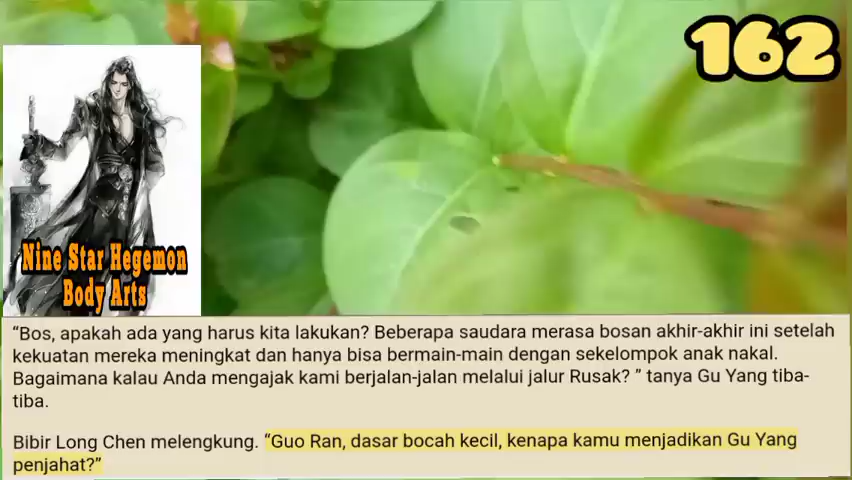 162
Nine Star Hegemon
Body Arts
“Bos, apakah ada yang harus kita lakukan? Beberapa saudara merasa bosan akhir-akhir ini setelah
kekuatan mereka meningkat dan hanya bisa bermain-main dengan sekelompok anak nakal.
Bagaimana kalau Anda mengajak kami berjalan-jalan melalui jalur Rusak? ” tanya Gu Yang tiba-
tiba.
Bibir Long Chen melengkung. “Guo Ran, dasar bocah kecil, kenapa kamu menjadikan Gu Yang
penjahat?”